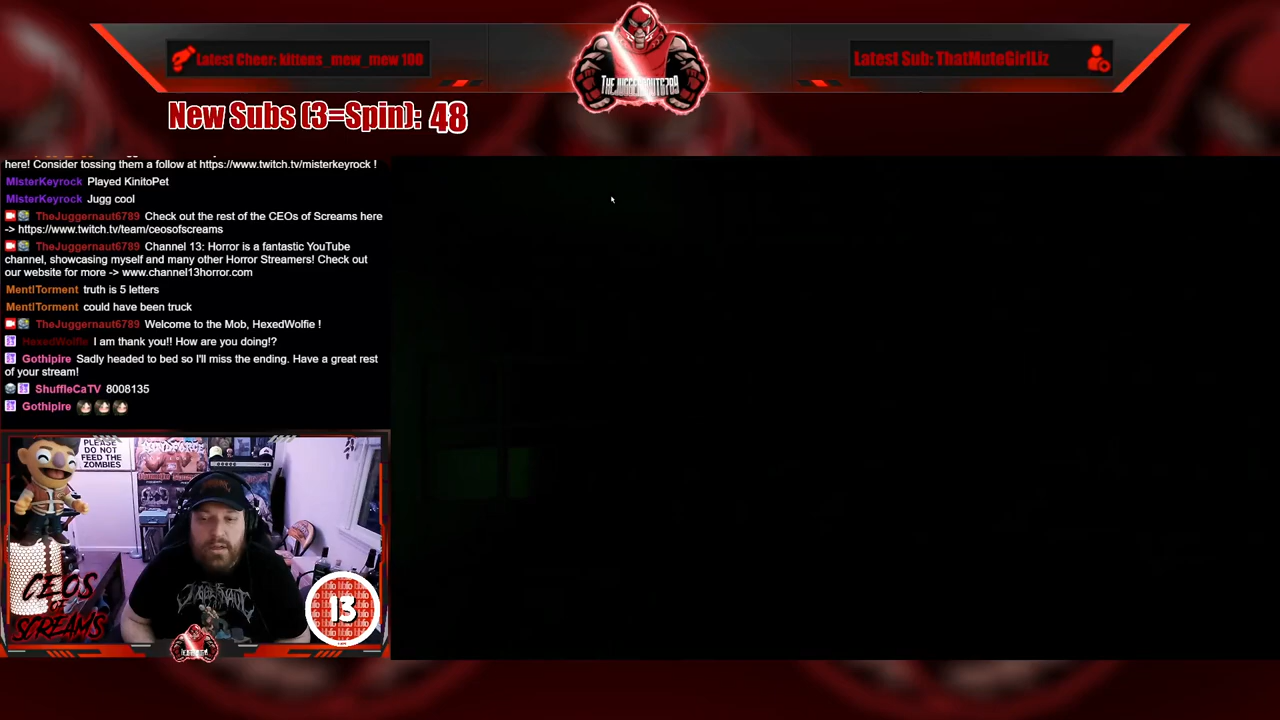 Latest Cheer: kittons_mew_mew 100
THEJUGGERNAUT6789
Latest Sub: ThatMuteGirlLiz
New Subs (3=Spin): 48
here! Consider tossing them a follow at https://www.twitch.tv/misterkeyrock !
MisterKeyrock Played KinitoPet
MisterKeyrock Jugg cool
TheJuggernaut6789 Check out the rest of the CEOs of Screams here
-> https://www.twitch.tv/team/ceosofscreams
TheJuggernaut6789 Channel 13: Horror is a fantastic YouTube
channel, showcasing myself and many other Horror Streamers! Check out
our website for more -> www.channel13horror.com
MentlTorment truth is 5 letters
MentlTorment could have been truck
TheJuggernaut6789 Welcome to the Mob, HexedWolfie !
HexedWolfie I am thank you!! How are you doing!?
Gothipire Sadly headed to bed so I'll miss the ending. Have a great rest
of your stream!
ShuffleCaTV 8008135
Gothipire
PLEASE
DO NOT
FEED THE
ZOMBIES
CEOS
OF
SCREAMS
13